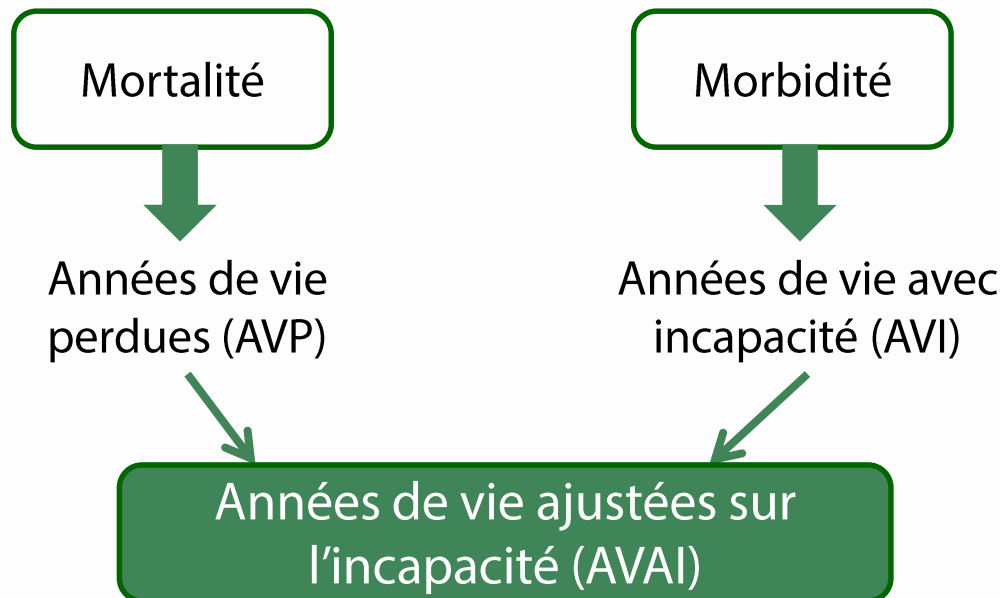 Mortalité
Morbidité
Années de vie
perdues (AVP)
Années de vie avec
incapacité (AVI)
Années de vie ajustées sur
l’incapacité (AVAI)